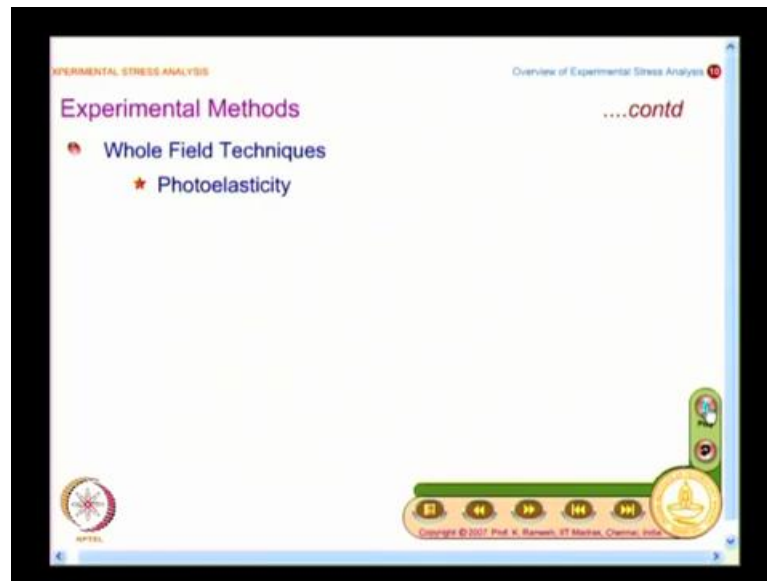 XPERIMENTAL STRESS ANALYSIS
Overview of Experimental Stress Analysis 10
Experimental Methods
....contd
Whole Field Techniques
Photoelasticity
NPTEL
Copyright © 2007 Prof. K. Ramesh, IIT Madras, Chennai, India